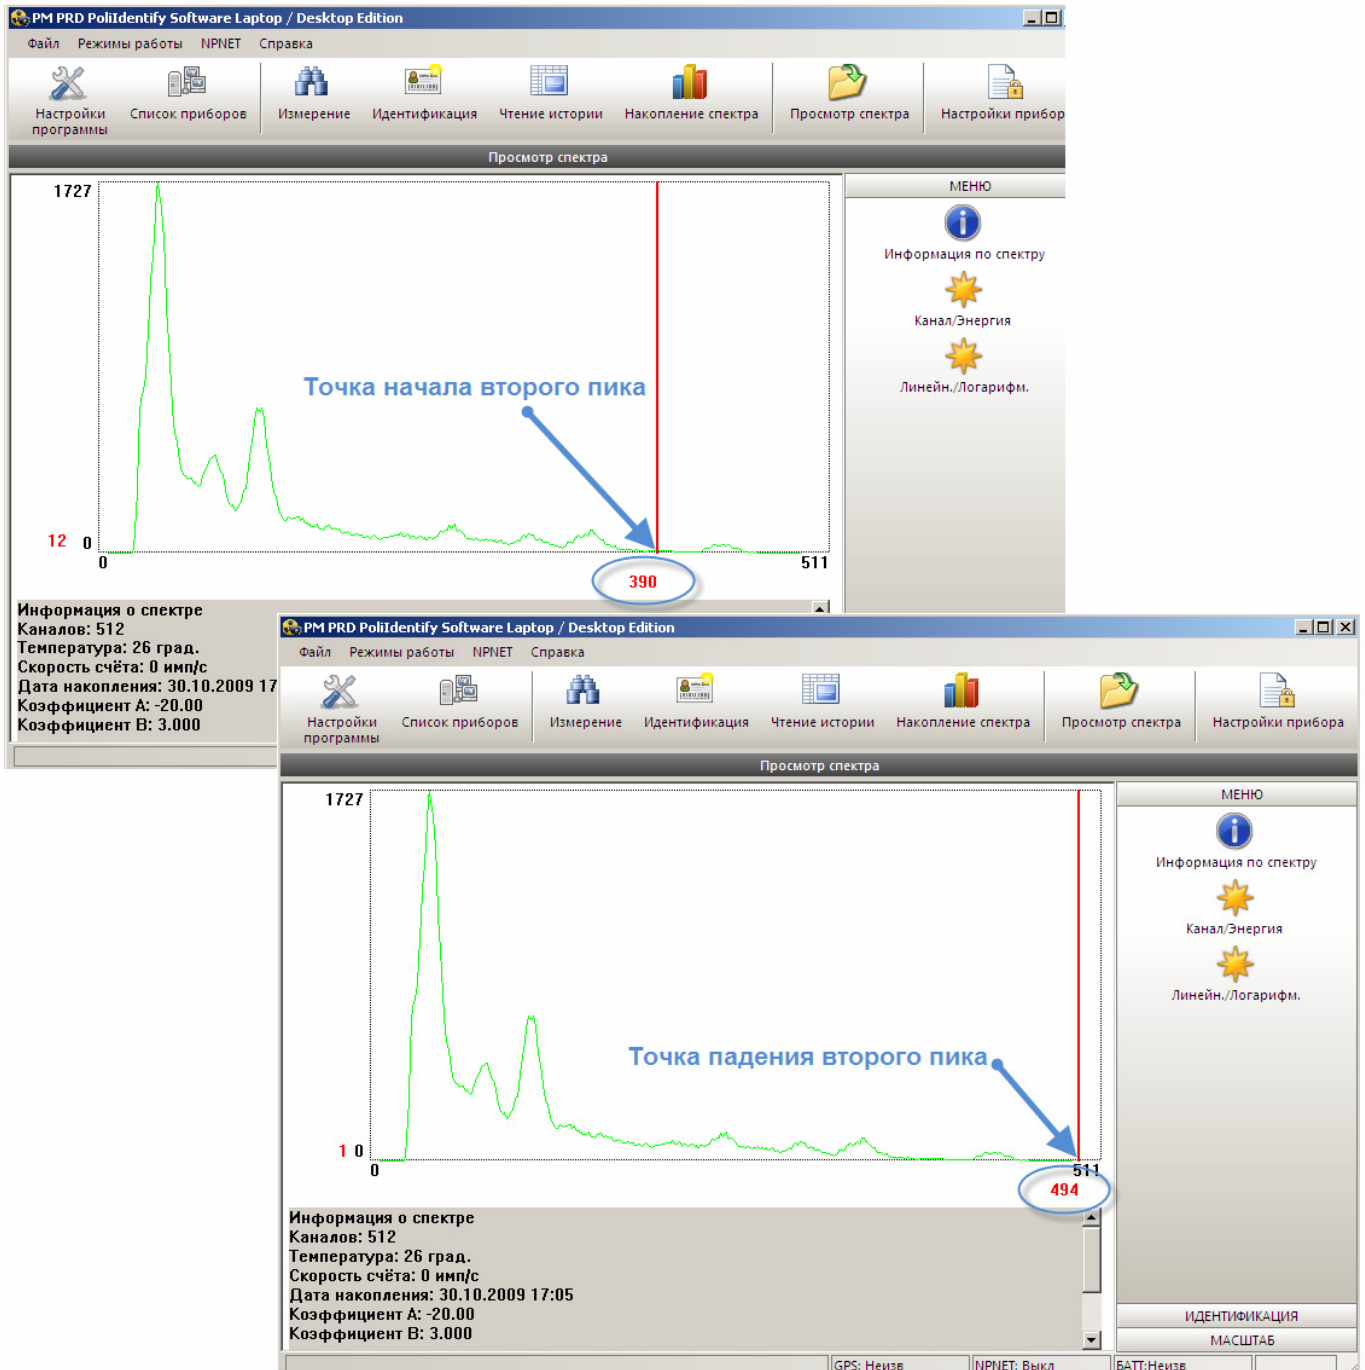 PM PRD PoliIdentify Software Laptop / Desktop Edition
Файл Режимы работы NPNET Справка
Настройки программы Список приборов Измерение Идентификация Чтение истории Накопление спектра Просмотр спектра Настройки прибор
Просмотр спектра
1727
МЕНЮ
Информация по спектру
Канал/Энергия
Линейн./Логарифм.
Точка начала второго пика
12 0
0 511
390
Информация о спектре
Каналов: 512
Температура: 26 град.
Скорость счёта: 0 имп/с
Дата накопления: 30.10.2009 17
Коэффициент A: -20.00
Коэффициент B: 3.000
PM PRD PoliIdentify Software Laptop / Desktop Edition
Файл Режимы работы NPNET Справка
Настройки программы Список приборов Измерение Идентификация Чтение истории Накопление спектра Просмотр спектра Настройки прибора
Просмотр спектра
1727
МЕНЮ
Информация по спектру
Канал/Энергия
Линейн./Логарифм.
Точка падения второго пика
1 0
0 511
494
Информация о спектре
Каналов: 512
Температура: 26 град.
Скорость счёта: 0 имп/с
Дата накопления: 30.10.2009 17:05
Коэффициент A: -20.00
Коэффициент B: 3.000
ИДЕНТИФИКАЦИЯ
МАСШТАБ
GPS: Неизв NPNET: Выкл БАТТ:Неизв